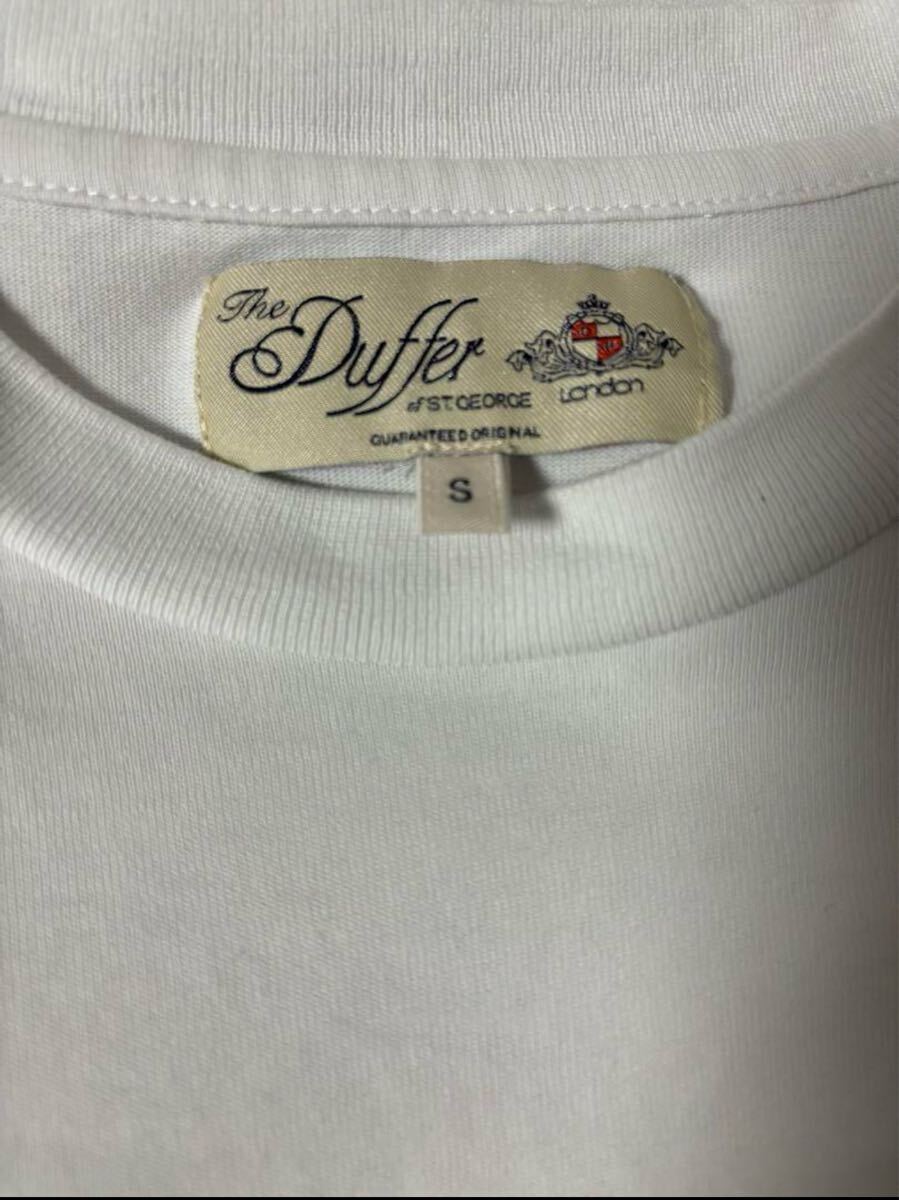 The
Duffer
of ST. GEORGE
London
GUARANTEED ORIGINAL
S